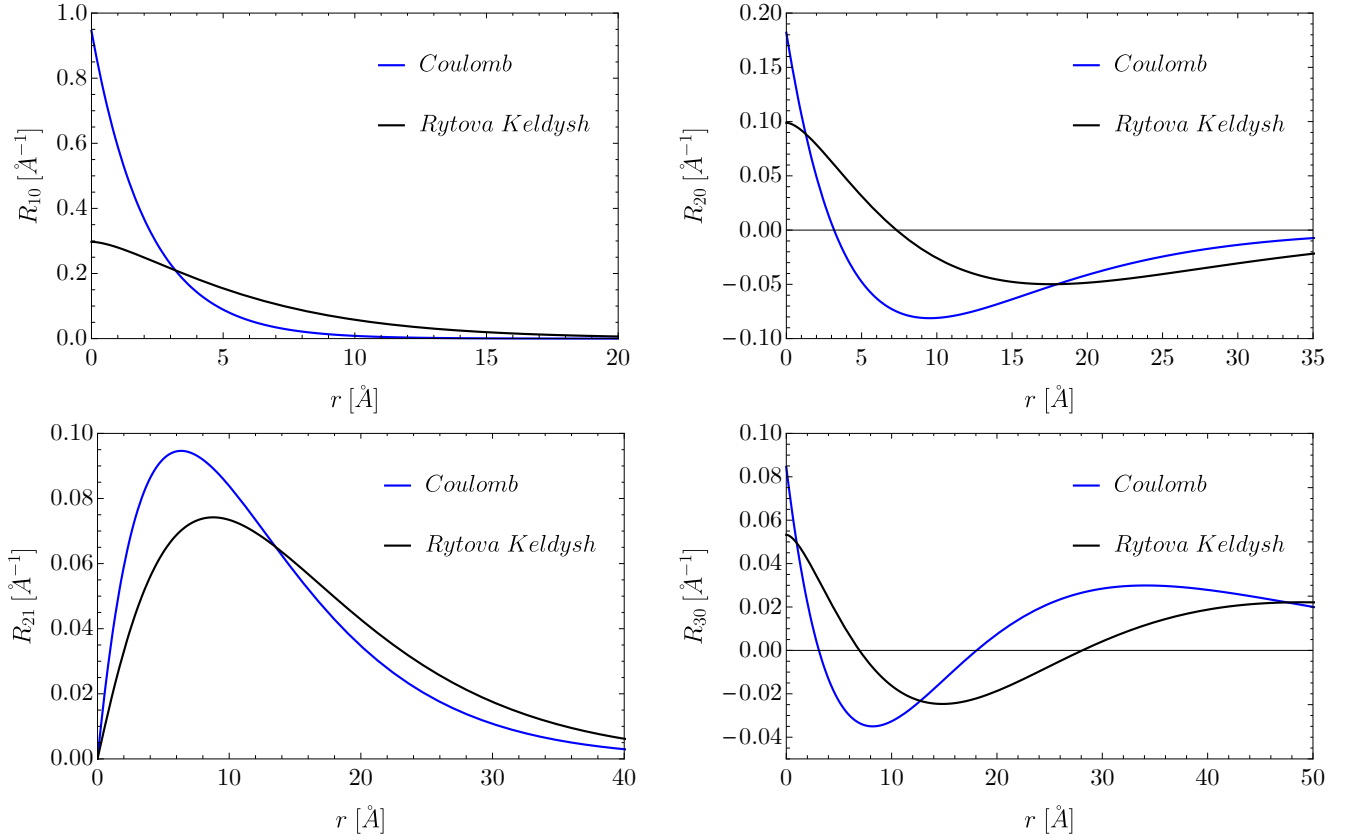 R₁₀ [Å⁻¹]
1.0
0.8
0.6
0.4
0.2
0.0
0 5 10 15 20
r [Å]
Coulomb
Rytova Keldysh
R₂₀ [Å⁻¹]
0.20
0.15
0.10
0.05
0.00
−0.05
−0.10
0 5 10 15 20 25 30 35
r [Å]
Coulomb
Rytova Keldysh
R₂₁ [Å⁻¹]
0.10
0.08
0.06
0.04
0.02
0.00
0 10 20 30 40
r [Å]
Coulomb
Rytova Keldysh
R₃₀ [Å⁻¹]
0.10
0.08
0.06
0.04
0.02
0.00
−0.02
−0.04
0 10 20 30 40 50
r [Å]
Coulomb
Rytova Keldysh